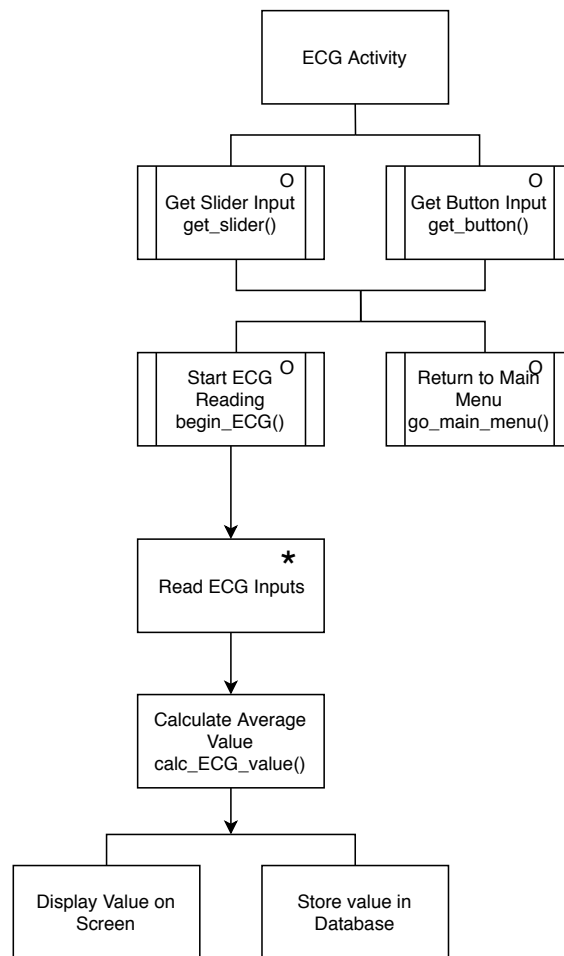 ECG Activity
O
Get Slider Input
get_slider()
O
Get Button Input
get_button()
O
Start ECG
Reading
begin_ECG()
O
Return to Main
Menu
go_main_menu()
*
Read ECG Inputs
Calculate Average
Value
calc_ECG_value()
Display Value on
Screen
Store value in
Database